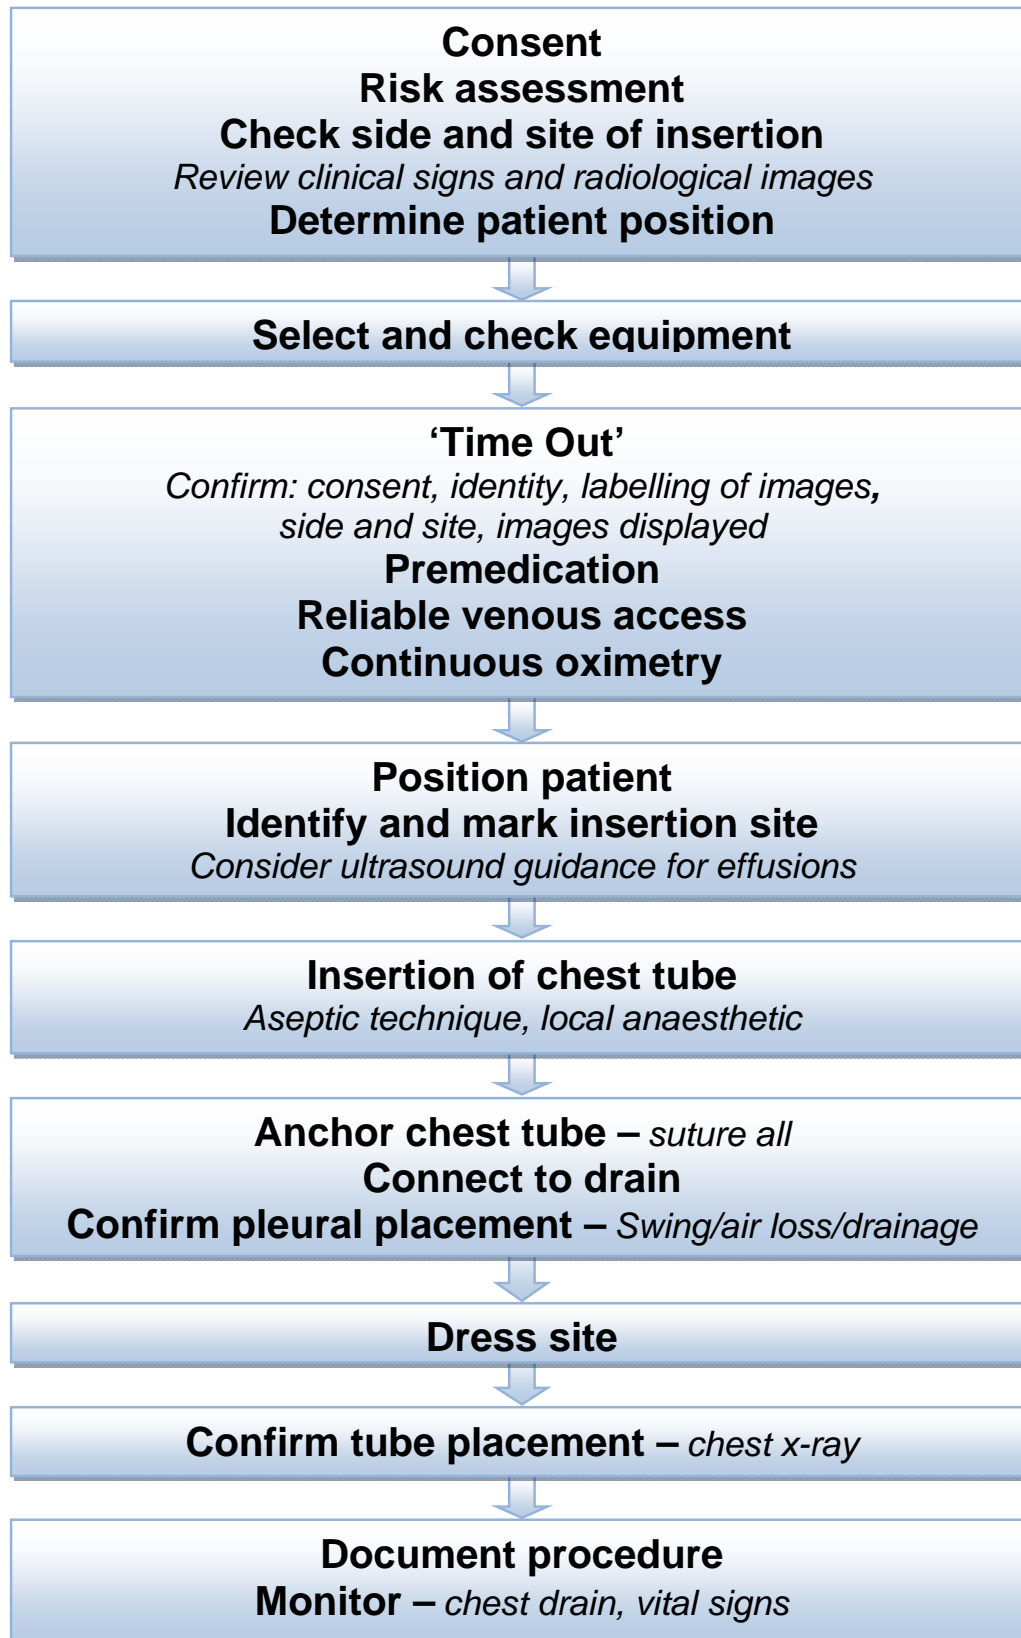 Consent
Risk assessment
Check side and site of insertion
Review clinical signs and radiological images
Determine patient position
Select and check equipment
‘Time Out’
Confirm: consent, identity, labelling of images,
side and site, images displayed
Premedication
Reliable venous access
Continuous oximetry
Position patient
Identify and mark insertion site
Consider ultrasound guidance for effusions
Insertion of chest tube
Aseptic technique, local anaesthetic
Anchor chest tube – suture all
Connect to drain
Confirm pleural placement – Swing/air loss/drainage
Dress site
Confirm tube placement – chest x-ray
Document procedure
Monitor – chest drain, vital signs